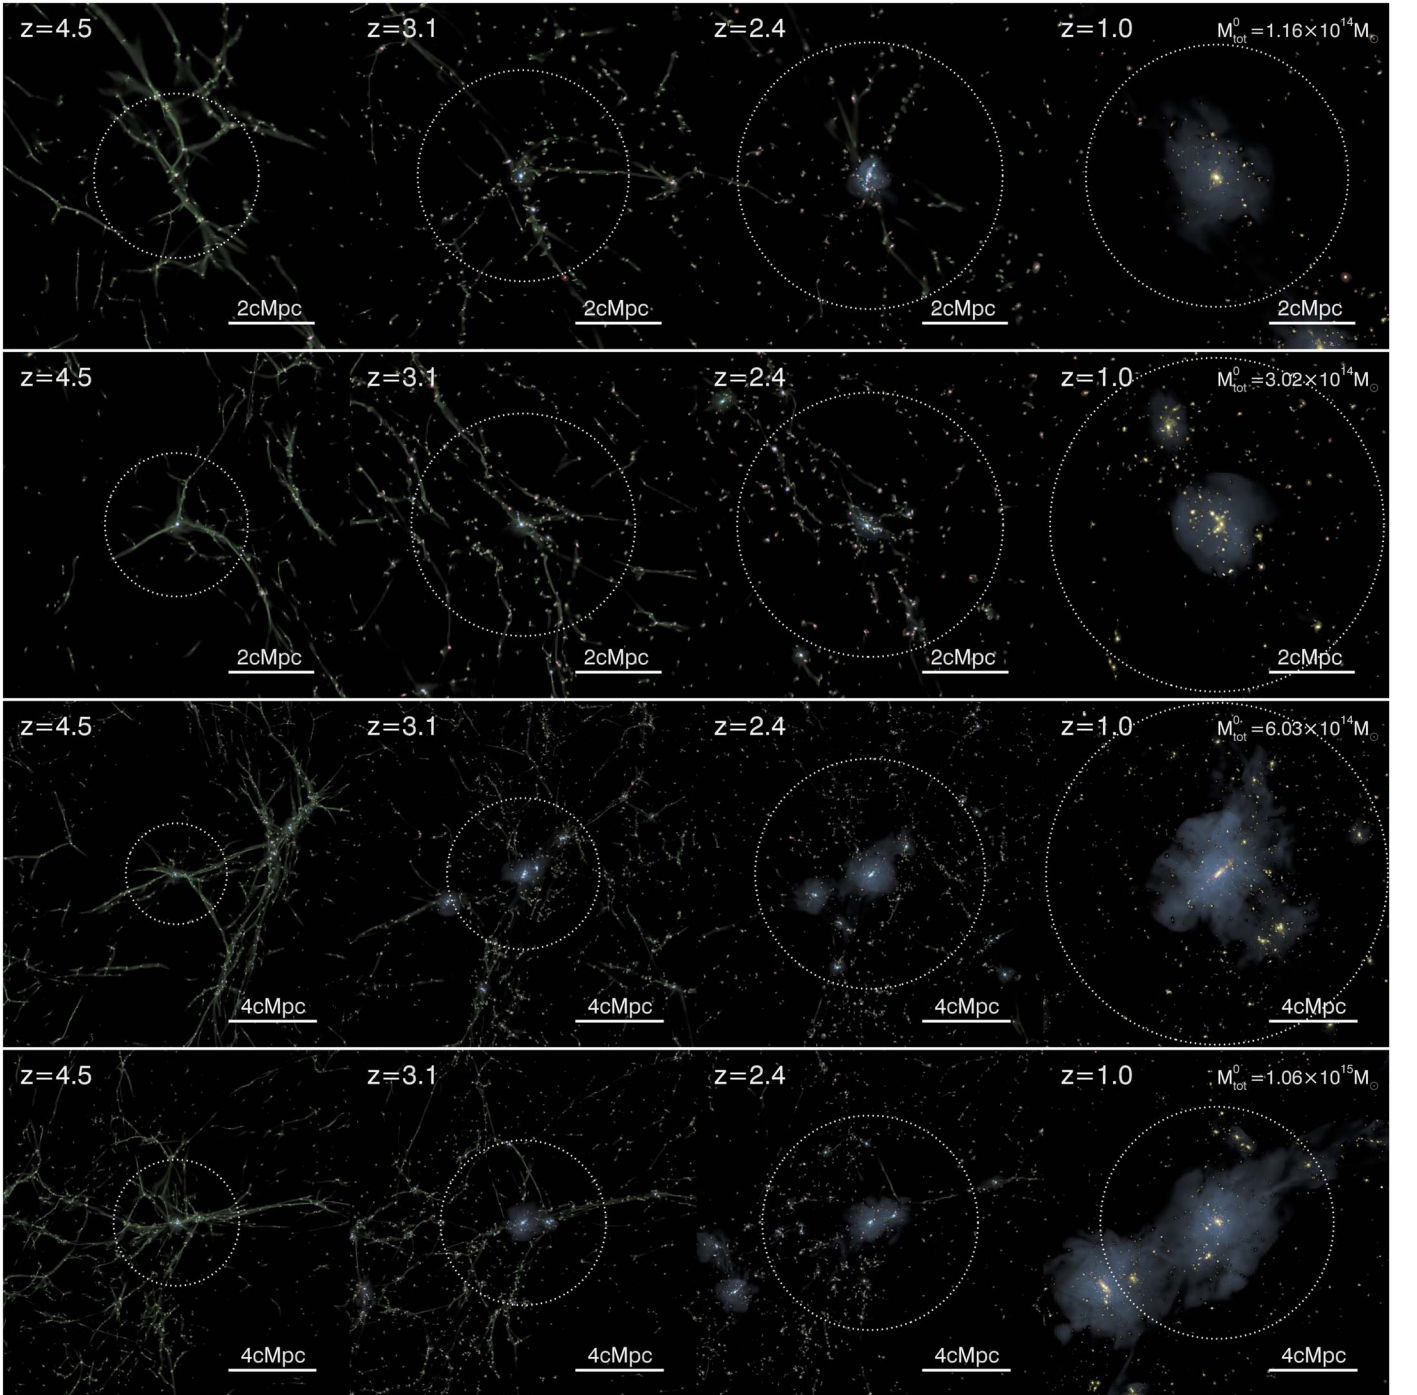 z=4.5 z=3.1 z=2.4 z=1.0 M⁰tot=1.16×10¹⁴M☉
2cMpc 2cMpc 2cMpc 2cMpc
z=4.5 z=3.1 z=2.4 z=1.0 M⁰tot=3.02×10¹⁴M☉
2cMpc 2cMpc 2cMpc 2cMpc
z=4.5 z=3.1 z=2.4 z=1.0 M⁰tot=6.03×10¹⁴M☉
4cMpc 4cMpc 4cMpc 4cMpc
z=4.5 z=3.1 z=2.4 z=1.0 M⁰tot=1.06×10¹⁵M☉
4cMpc 4cMpc 4cMpc 4cMpc